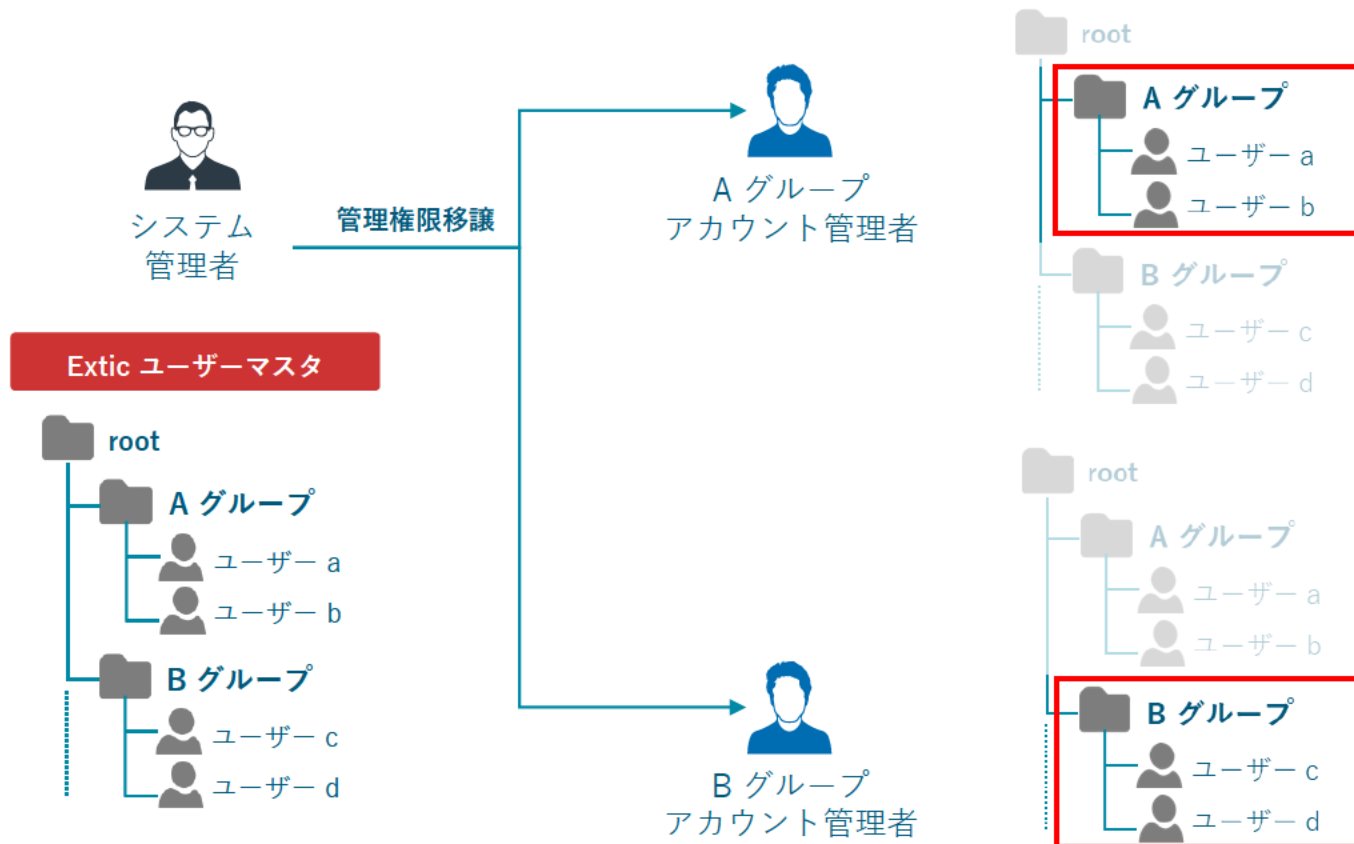 システム
管理者
管理権限移譲
Extic ユーザーマスタ
root
A グループ
ユーザー a
ユーザー b
B グループ
ユーザー c
ユーザー d
A グループ
アカウント管理者
root
A グループ
ユーザー a
ユーザー b
B グループ
ユーザー c
ユーザー d
B グループ
アカウント管理者
root
A グループ
ユーザー a
ユーザー b
B グループ
ユーザー c
ユーザー d